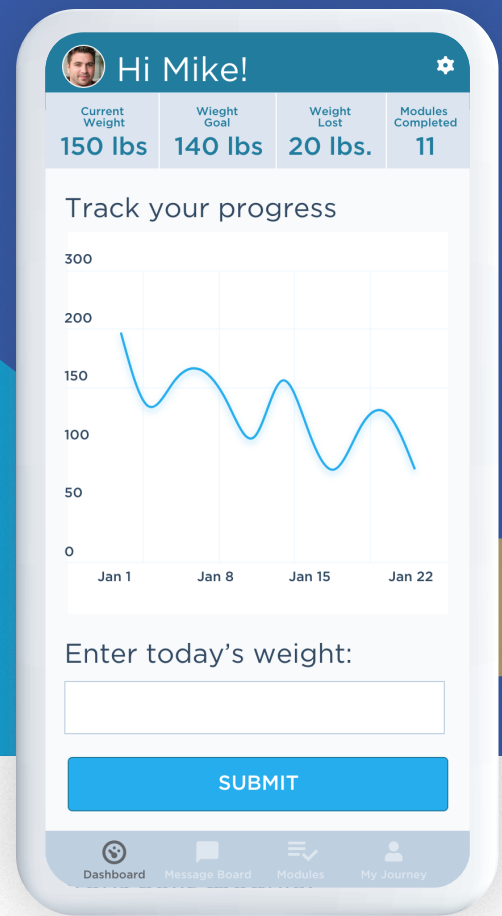 Hi Mike!
Current
Weight
150 lbs
Wieght
Goal
140 lbs
Weight
Lost
20 lbs.
Modules
Completed
11
Track your progress
300
200
150
100
50
0
Jan 1 Jan 8 Jan 15 Jan 22
Enter today's weight:
SUBMIT
Dashboard Message Board Modules My Journey